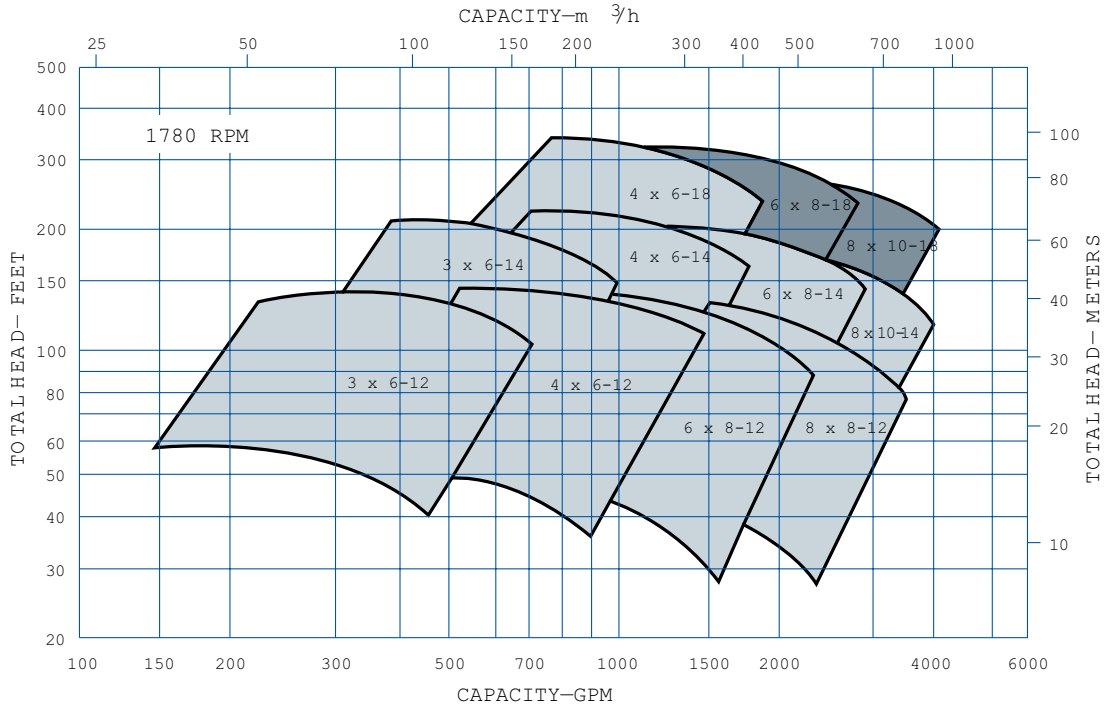 CAPACITY—m 3/h
25 50 100 150 200 300 400 500 700 1000
500
400
1780 RPM
100
300
80
4 x 6-18
6 x 8-18
200
60
8 x 10-18
4 x 6-14
3 x 6-14
150
6 x 8-14
40
8x10-14
100
30
3 x 6-12
4 x 6-12
80
6 x 8-12
8 x 8-12
20
60
50
40
10
30
20
TOTAL HEAD— FEET
TOTAL HEAD— METERS
100 150 200 300 500 700 1000 1500 2000 4000 6000
CAPACITY—GPM